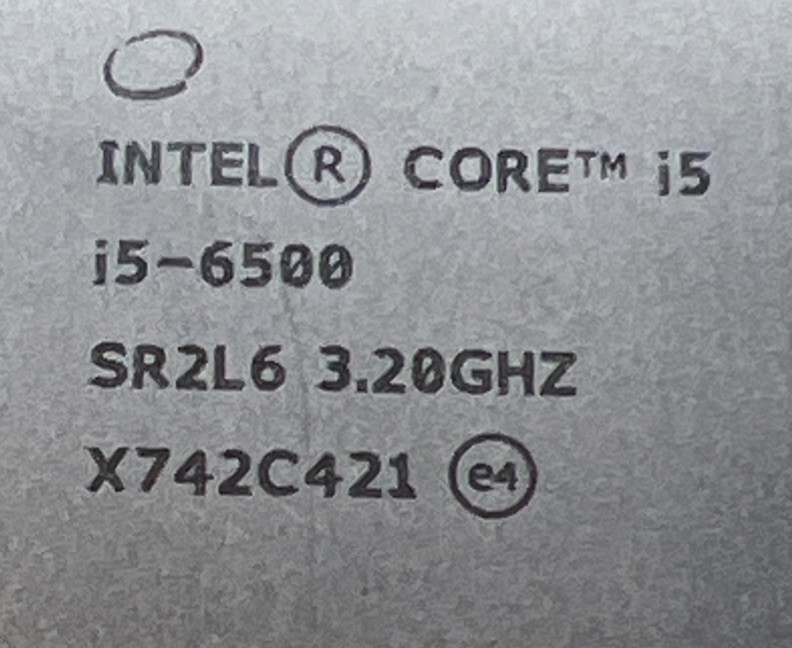 INTEL® CORE™ i5
i5-6500
SR2L6 3.20GHZ
X742C421 e4